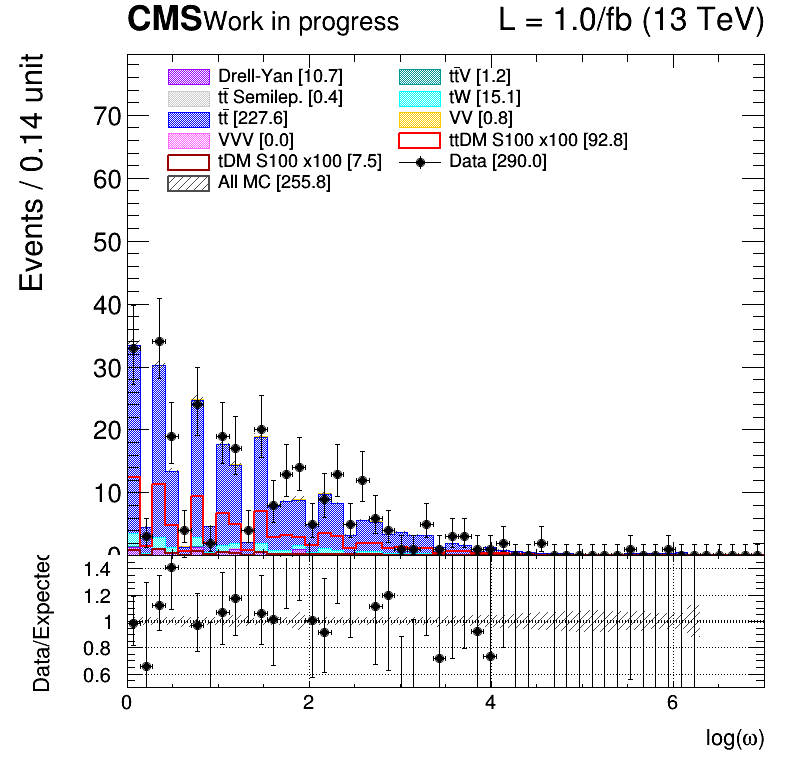 CMS Work in progress L = 1.0/fb (13 TeV)
Drell-Yan [10.7] tt̄V [1.2]
tt̄ Semilep. [0.4] tW [15.1]
tt̄ [227.6] VV [0.8]
VVV [0.0] ttDM S100 x100 [92.8]
tDM S100 x100 [7.5] Data [290.0]
All MC [255.8]
Events / 0.14 unit
70
60
50
40
30
20
10
0
Data/Expected
1.4
1.2
1
0.8
0.6
0 2 4 6
log(ω)